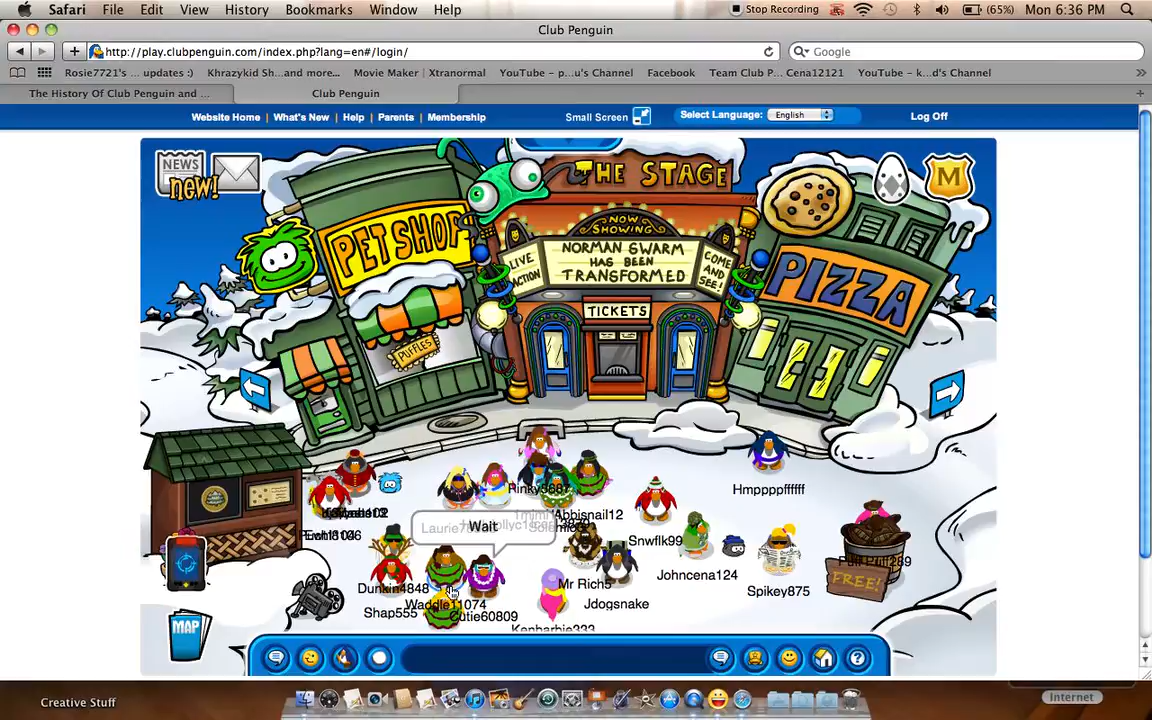 Safari File Edit View History Bookmarks Window Help Stop Recording (65%) Mon 6:36 PM
Club Penguin
http://play.clubpenguin.com/index.php?lang=en#/login/ Google
Rosie7721's ... updates :) Khrazykid Sh...and more... Movie Maker | Xtranormal YouTube - p...u's Channel Facebook Team Club P... Cena12121 YouTube - k...d's Channel
The History Of Club Penguin and ... Club Penguin
Website Home | What's New | Help | Parents | Membership Small Screen Select Language: English Log Off
NEWS
new!
THE STAGE
M
PET SHOP
NOW SHOWING
NORMAN SWARM
HAS BEEN
TRANSFORMED
LIVE ACTION
COME AND SEE!
PIZZA
TICKETS
PUFFLES
Hmppppffffff
Abbisnail12
Wait
Snwflk99
Johncena124
Mr Rich5
Jdogsnake
Spikey875
FREE!
Dunkin4848
Waddle11074
Shap555
Cutie60809
Kenbarbie333
MAP
Creative Stuff
Internet